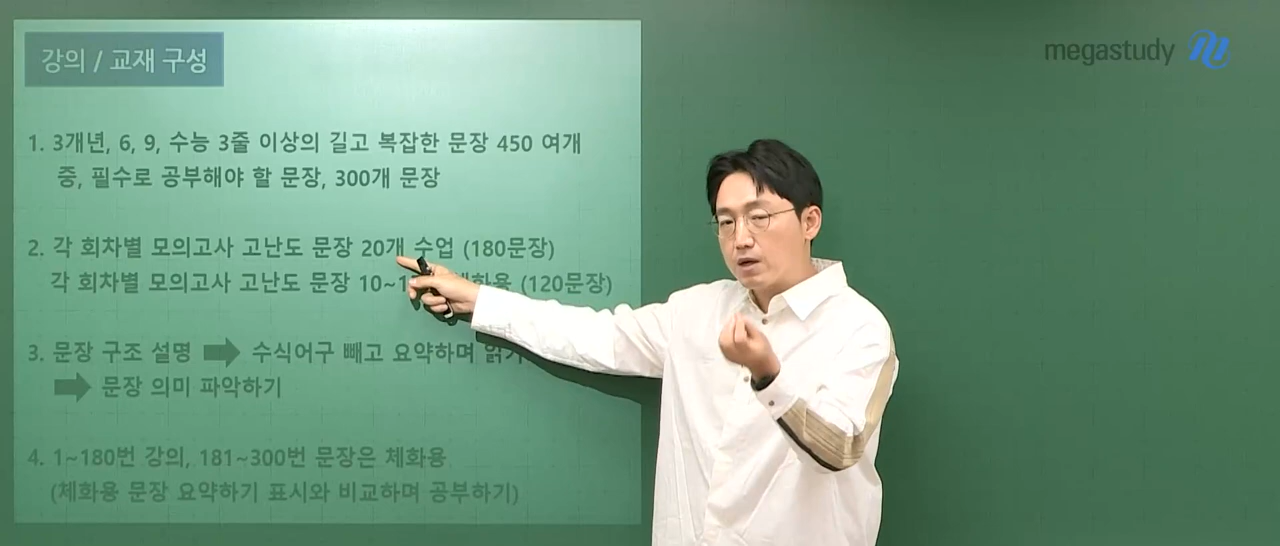 강의 / 교재 구성
megastudy
1. 3개년, 6, 9, 수능 3줄 이상의 길고 복잡한 문장 450 여개
중, 필수로 공부해야 할 문장, 300개 문장
2. 각 회차별 모의고사 고난도 문장 20개 수업 (180문장)
각 회차별 모의고사 고난도 문장 (120문장)
3. 문장 구조 설명 수식어구 빼고 요약하며
문장 의미 파악하기
4. 1~180번 강의, 181~300번 문장은 체화용
(체화용 문장 요약하기 표시와 비교하며 공부하기)